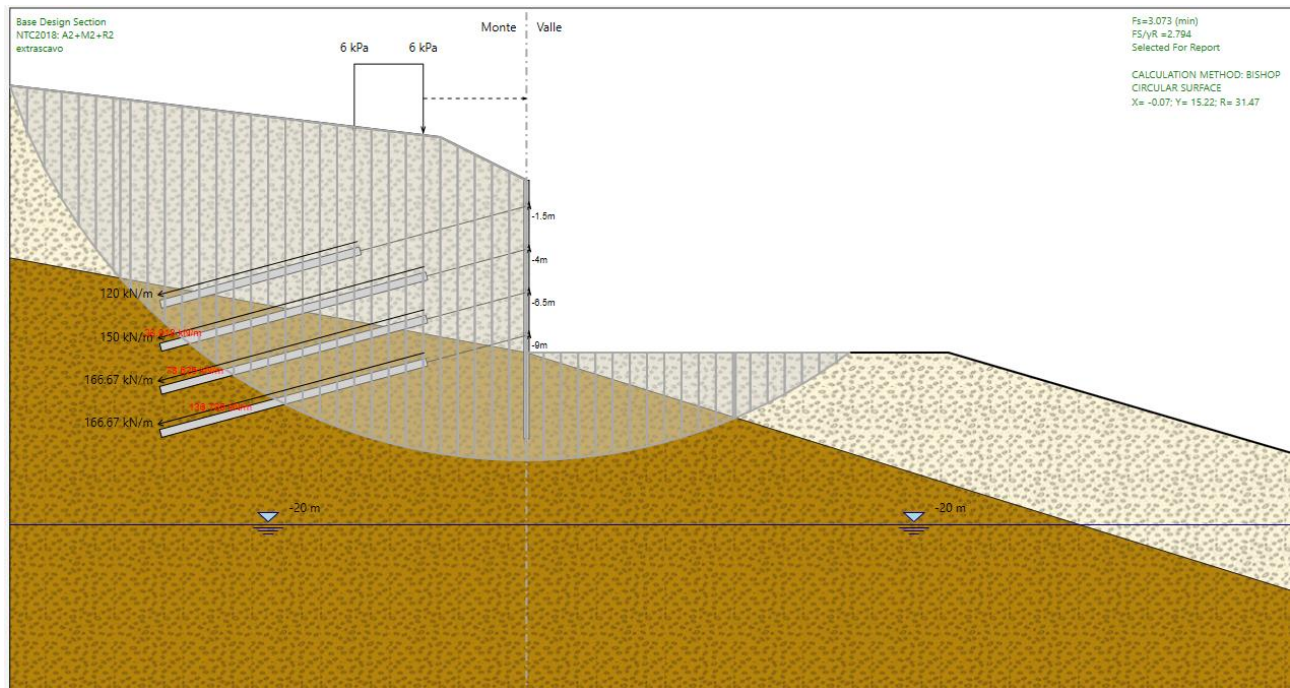 Base Design Section
NTC2018: A2+M2+R2
extrascavo
Monte
Valle
6 kPa
6 kPa
Fs=3.073 (min)
FS/γR =2.794
Selected For Report
CALCULATION METHOD: BISHOP
CIRCULAR SURFACE
X= -0.07; Y= 15.22; R= 31.47
-1.5m
-4m
-6.5m
-9m
120 kN/m
150 kN/m
166.67 kN/m
166.67 kN/m
-20 m
-20 m